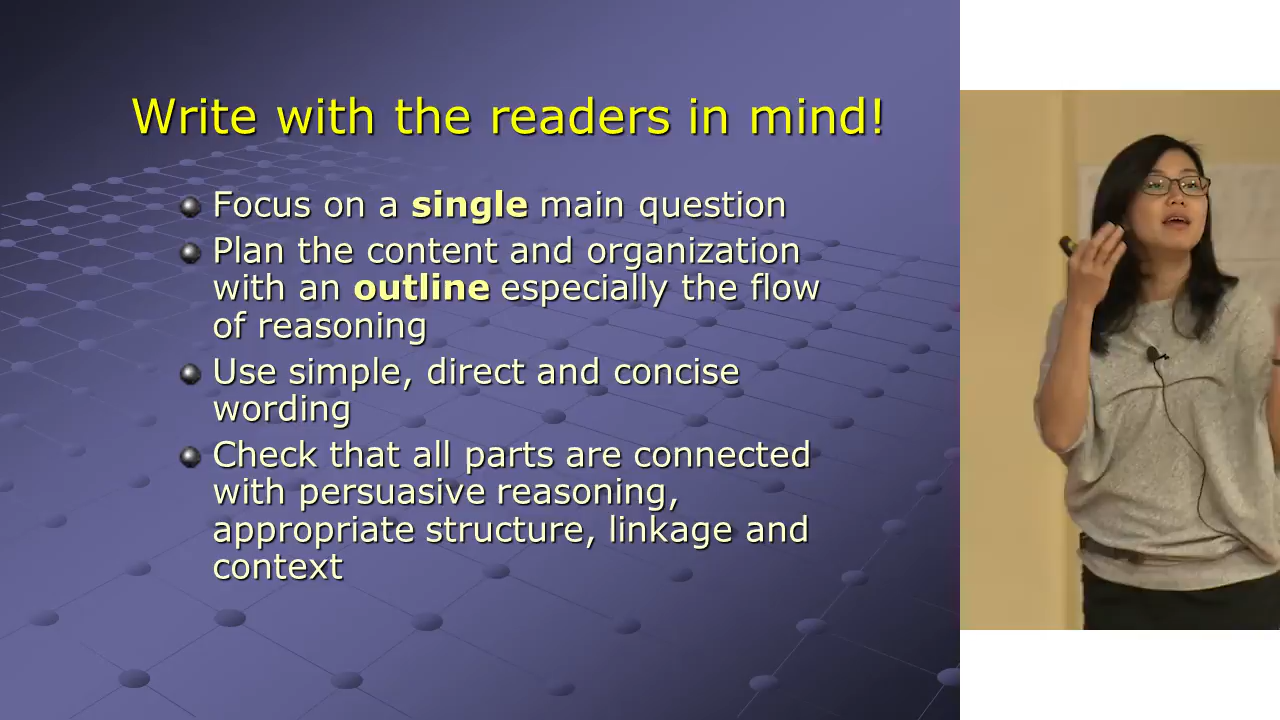 Write with the readers in mind!
Focus on a single main question
Plan the content and organization
with an outline especially the flow
of reasoning
Use simple, direct and concise
wording
Check that all parts are connected
with persuasive reasoning,
appropriate structure, linkage and
context